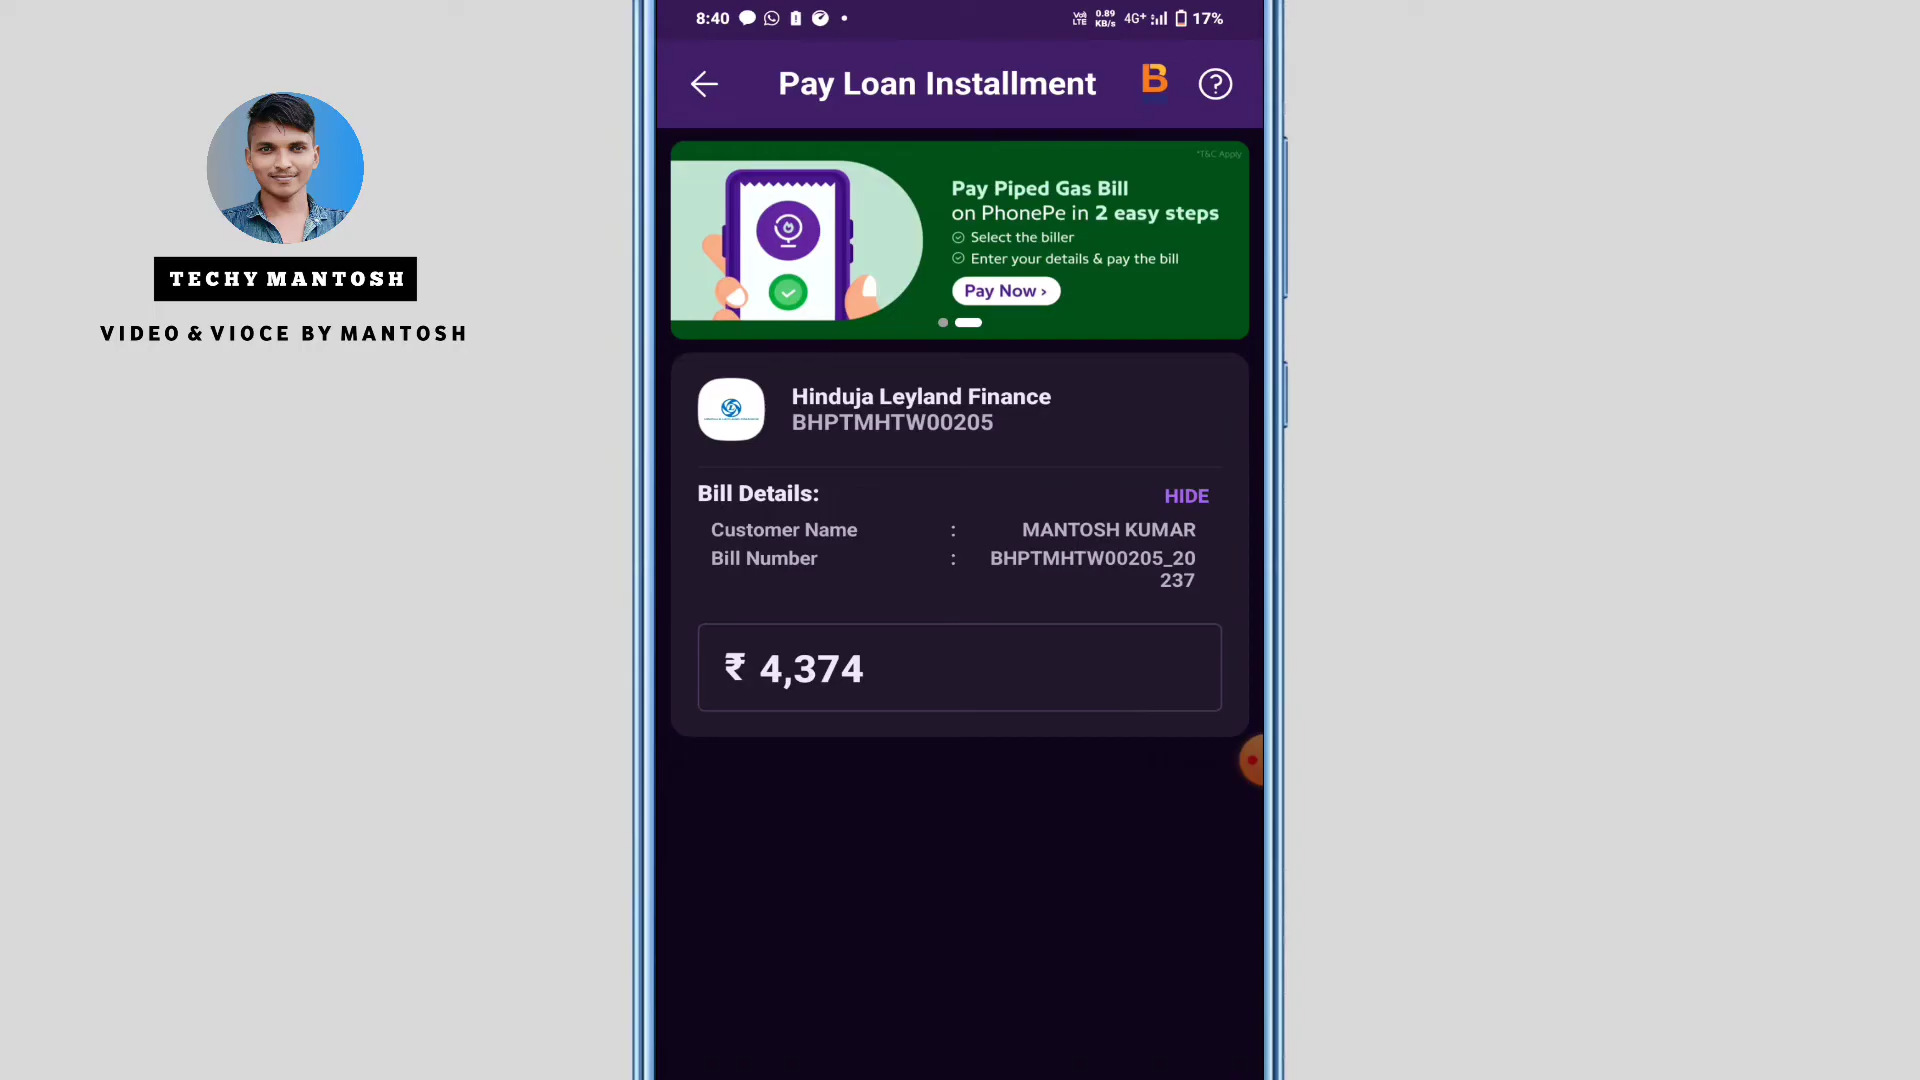 TECHY MANTOSH
VIDEO & VIOCE BY MANTOSH
8:40
VoI LTE 0.89 KB/s 4G+ 17%
Pay Loan Installment
B
*T&C Apply
Pay Piped Gas Bill
on PhonePe in 2 easy steps
Select the biller
Enter your details & pay the bill
Pay Now ›
Hinduja Leyland Finance
BHPTMHTW00205
Bill Details:
HIDE
Customer Name : MANTOSH KUMAR
Bill Number : BHPTMHTW00205_20
237
₹ 4,374